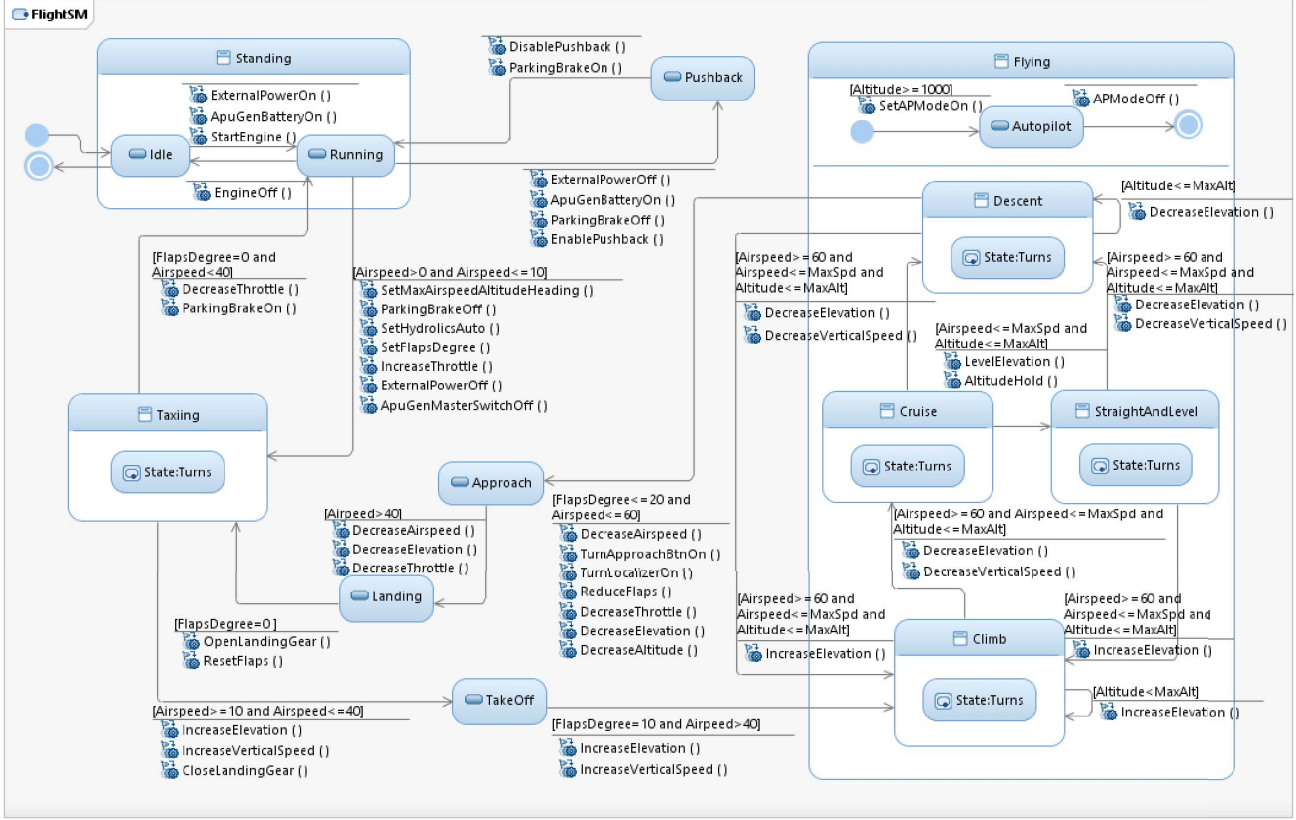 FlightSM
Standing
ExternalPowerOn ()
ApuGenBatteryOn ()
StartEngine ()
Idle
Running
EngineOff ()
DisablePushback ()
ParkingBrakeOn ()
Pushback
ExternalPowerOff ()
ApuGenBatteryOn ()
ParkingBrakeOff ()
EnablePushback ()
[FlapsDegree=0 and
Airspeed<40]
DecreaseThrottle ()
ParkingBrakeOn ()
[Airspeed>0 and Airspeed<=10]
SetMaxAirspeedAltitudeHeading ()
ParkingBrakeOff ()
SetHydrolicsAuto ()
SetFlapsDegree ()
IncreaseThrottle ()
ExternalPowerOff ()
ApuGenMasterSwitchOff ()
Taxiing
State:Turns
Approach
[Airpeed>40]
DecreaseAirspeed ()
DecreaseElevation ()
DecreaseThrottle ()
Landing
[FlapsDegree=0 ]
OpenLandingGear ()
ResetFlaps ()
[FlapsDegree<=20 and
Airspeed<=60]
DecreaseAirspeed ()
TurnApproachBtnOn ()
TurnLocalizerOn ()
ReduceFlaps ()
DecreaseThrottle ()
DecreaseElevation ()
DecreaseAltitude ()
TakeOff
[Airspeed>=10 and Airspeed<=40]
IncreaseElevation ()
IncreaseVerticalSpeed ()
CloseLandingGear ()
[FlapsDegree=10 and Airpeed>40]
IncreaseElevation ()
IncreaseVerticalSpeed ()
Flying
[Altitude>=1000]
SetAPModeOn ()
Autopilot
APModeOff ()
Descent
State:Turns
[Altitude<=MaxAlt]
DecreaseElevation ()
[Airspeed>=60 and
Airspeed<=MaxSpd and
Altitude<=MaxAlt]
DecreaseElevation ()
DecreaseVerticalSpeed ()
[Airspeed>=60 and
Airspeed<=MaxSpd and
Altitude<=MaxAlt]
DecreaseElevation ()
DecreaseVerticalSpeed ()
[Airspeed<=MaxSpd and
Altitude<=MaxAlt]
LevelElevation ()
AltitudeHold ()
Cruise
State:Turns
StraightAndLevel
State:Turns
[Airspeed>=60 and Airspeed<=MaxSpd and
Altitude<=MaxAlt]
DecreaseElevation ()
DecreaseVerticalSpeed ()
[Airspeed>=60 and
Airspeed<=MaxSpd and
Altitude<=MaxAlt]
IncreaseElevation ()
[Airspeed>=60 and
Airspeed<=MaxSpd and
Altitude<=MaxAlt]
IncreaseElevation ()
Climb
State:Turns
[Altitude<MaxAlt]
IncreaseElevation ()